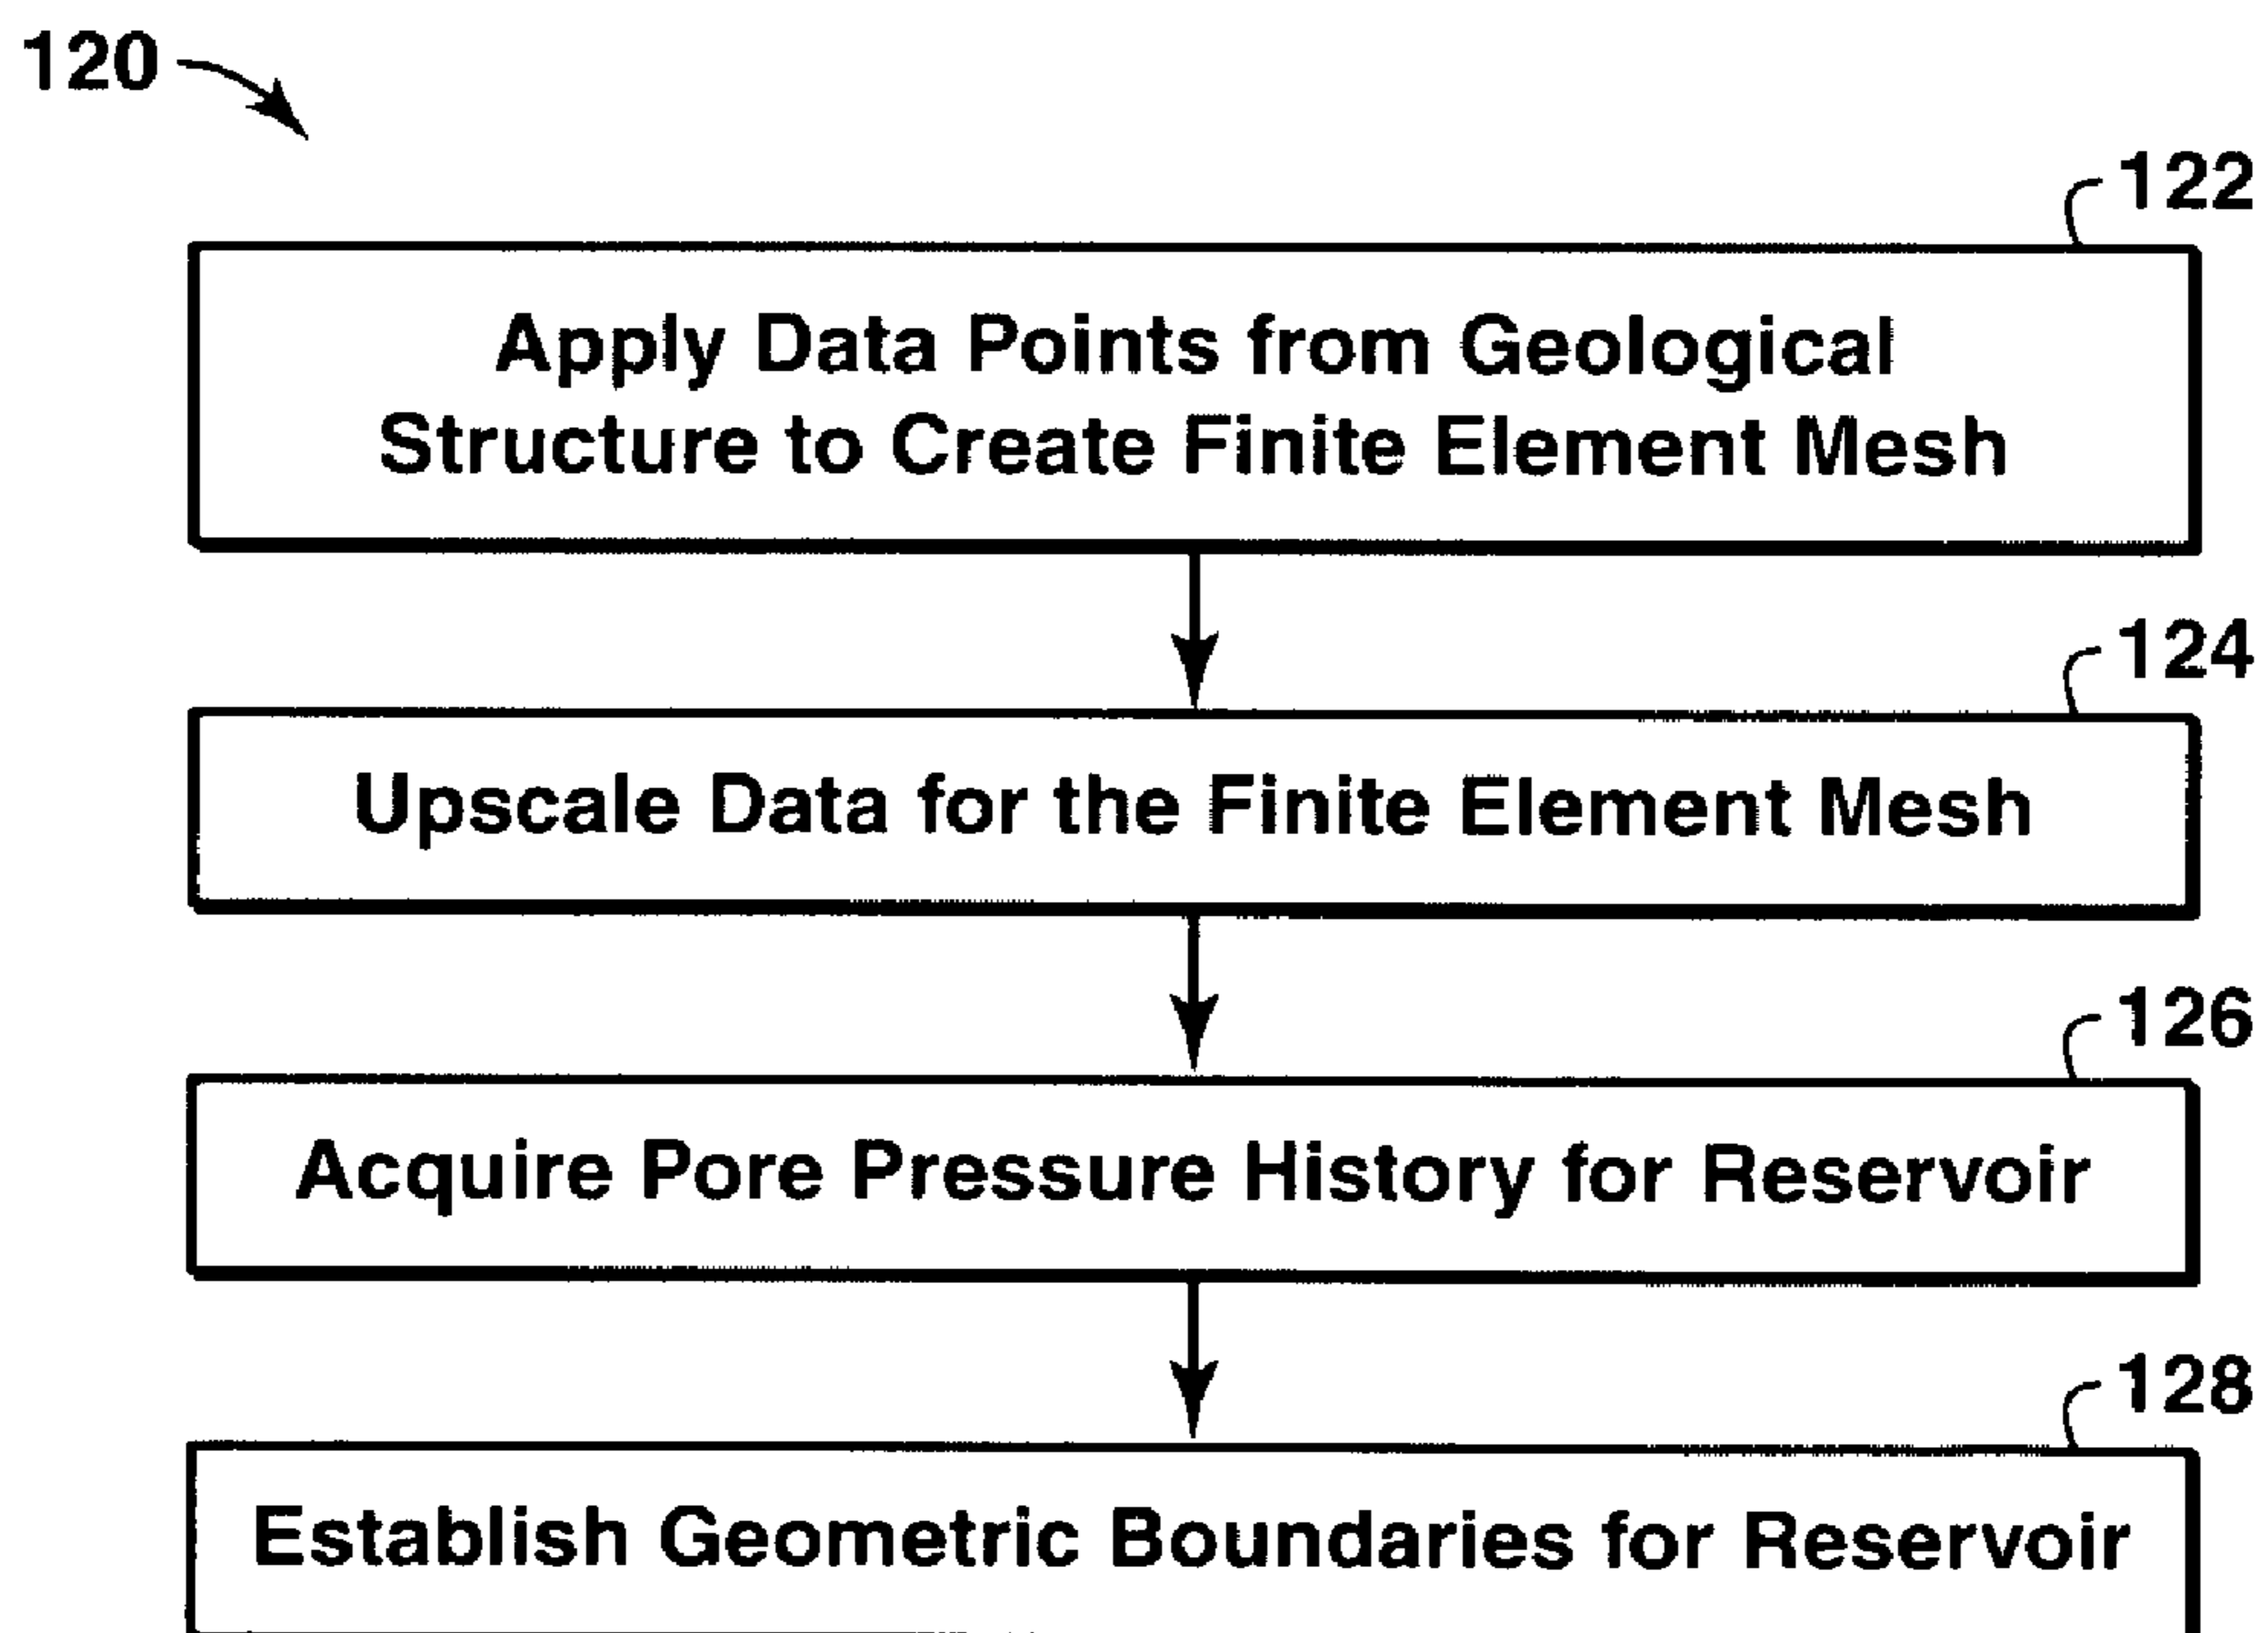 120
122
Apply Data Points from Geological
Structure to Create Finite Element Mesh
124
Upscale Data for the Finite Element Mesh
126
Acquire Pore Pressure History for Reservoir
128
Establish Geometric Boundaries for Reservoir